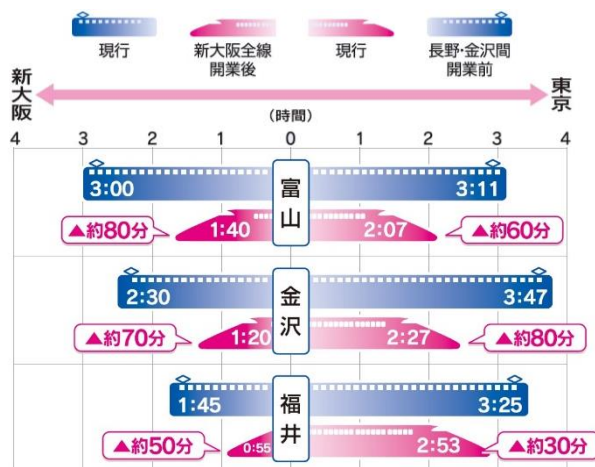 現行
新大阪全線
開業後
現行
長野・金沢間
開業前
新大阪
東京
(時間)
4 3 2 1 0 1 2 3 4
富山
3:00 3:11
▲約80分 1:40 2:07 ▲約60分
金沢
2:30 3:47
▲約70分 1:20 2:27 ▲約80分
福井
1:45 3:25
▲約50分 0:55 2:53 ▲約30分